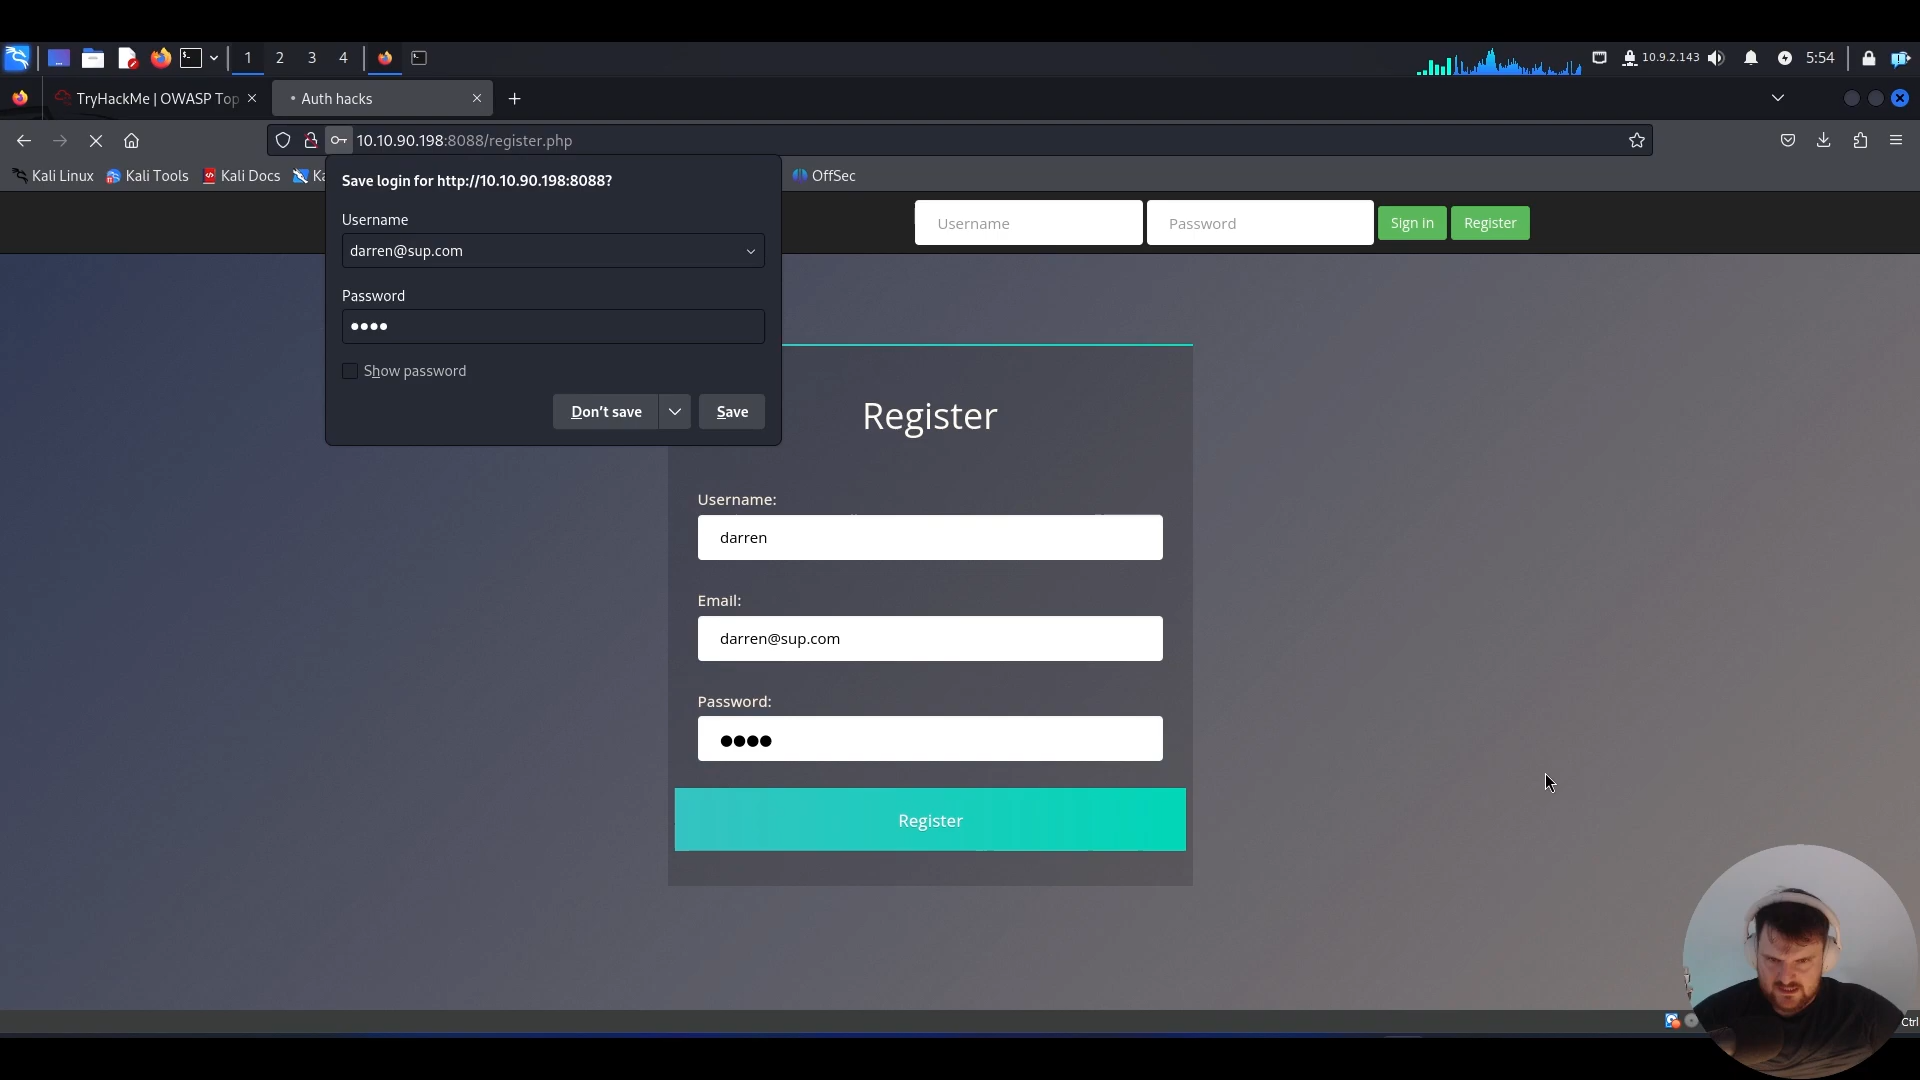 1 2 3 4 10.9.2.143 5:54
TryHackMe | OWASP Top
Auth hacks
10.10.90.198:8088/register.php
Kali Linux Kali Tools Kali Docs Ka OffSec
Save login for http://10.10.90.198:8088?
Username
darren@sup.com
Password
Show password
Don't save Save
Username Password Sign in Register
Register
Username:
darren
Email:
darren@sup.com
Password:
Register
Ctrl